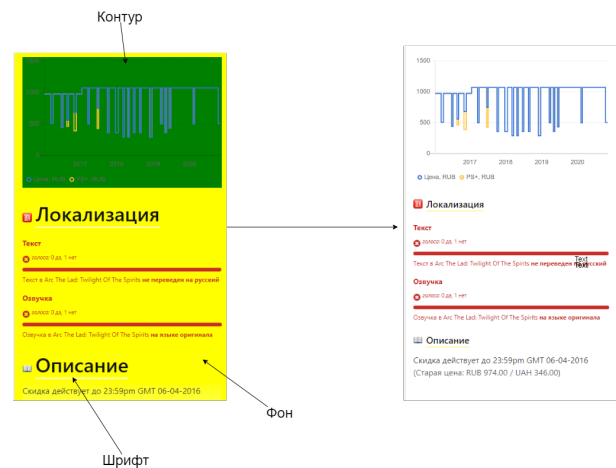 Контур
500
1000
500
0
2017
2018
2019
2020
Цена, RUB PS+, RUB
Локализация
Текст
голоса: 0 да, 1 нет
Текст в Arc The Lad: Twilight Of The Spirits не переведен на русский
Озвучка
голоса: 0 да, 1 нет
Озвучка в Arc The Lad: Twilight Of The Spirits на языке оригинала
Описание
Скидка действует до 23:59pm GMT 06-04-2016
Фон
Шрифт
1500
1000
500
0
2017
2018
2019
2020
Цена, RUB PS+, RUB
Локализация
Текст
голоса: 0 да, 1 нет
Text
Text
Текст в Arc The Lad: Twilight Of The Spirits не переведен на русский
Озвучка
голоса: 0 да, 1 нет
Озвучка в Arc The Lad: Twilight Of The Spirits на языке оригинала
Описание
Скидка действует до 23:59pm GMT 06-04-2016
(Старая цена: RUB 974.00 / UAH 346.00)